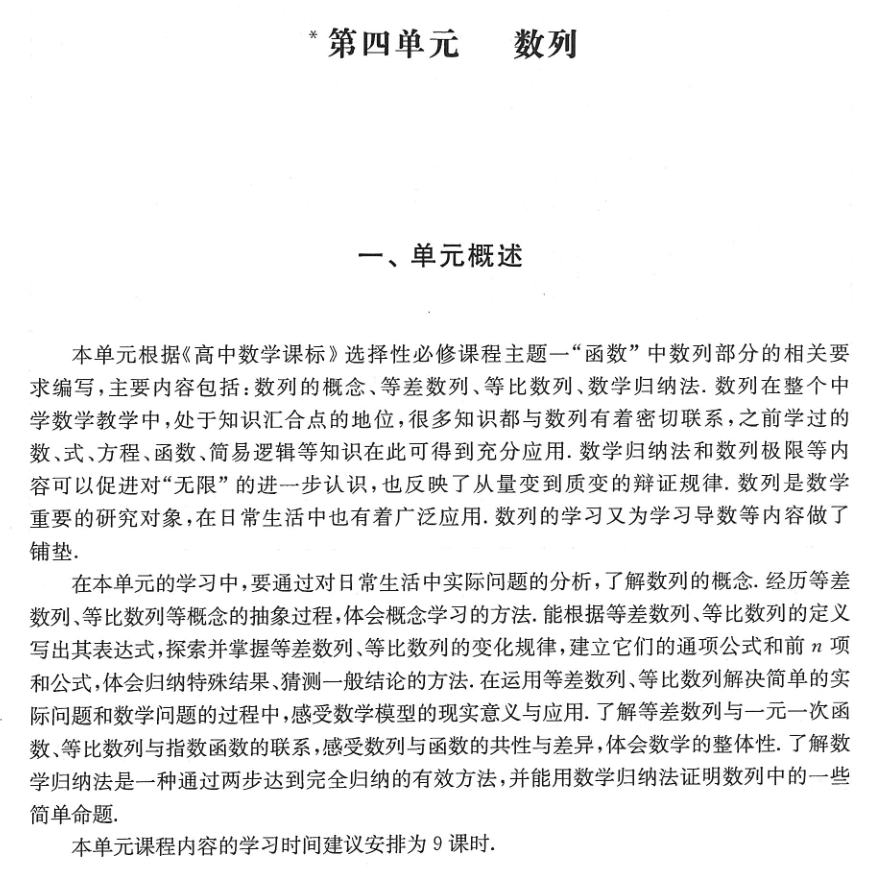 *第四单元 数列
一、单元概述
本单元根据《高中数学课标》选择性必修课程主题一“函数”中数列部分的相关要
求编写,主要内容包括:数列的概念、等差数列、等比数列、数学归纳法. 数列在整个中
学数学教学中,处于知识汇合点的地位,很多知识都与数列有着密切联系,之前学过的
数、式、方程、函数、简易逻辑等知识在此可得到充分应用. 数学归纳法和数列极限等内
容可以促进对“无限”的进一步认识,也反映了从量变到质变的辩证规律. 数列是数学
重要的研究对象,在日常生活中也有着广泛应用. 数列的学习又为学习导数等内容做了
铺垫.
在本单元的学习中,要通过对日常生活中实际问题的分析,了解数列的概念. 经历等差
数列、等比数列等概念的抽象过程,体会概念学习的方法. 能根据等差数列、等比数列的定义
写出其表达式,探索并掌握等差数列、等比数列的变化规律,建立它们的通项公式和前 n 项
和公式,体会归纳特殊结果、猜测一般结论的方法. 在运用等差数列、等比数列解决简单的实
际问题和数学问题的过程中,感受数学模型的现实意义与应用. 了解等差数列与一元一次函
数、等比数列与指数函数的联系,感受数列与函数的共性与差异,体会数学的整体性. 了解数
学归纳法是一种通过两步达到完全归纳的有效方法,并能用数学归纳法证明数列中的一些
简单命题.
本单元课程内容的学习时间建议安排为 9 课时.